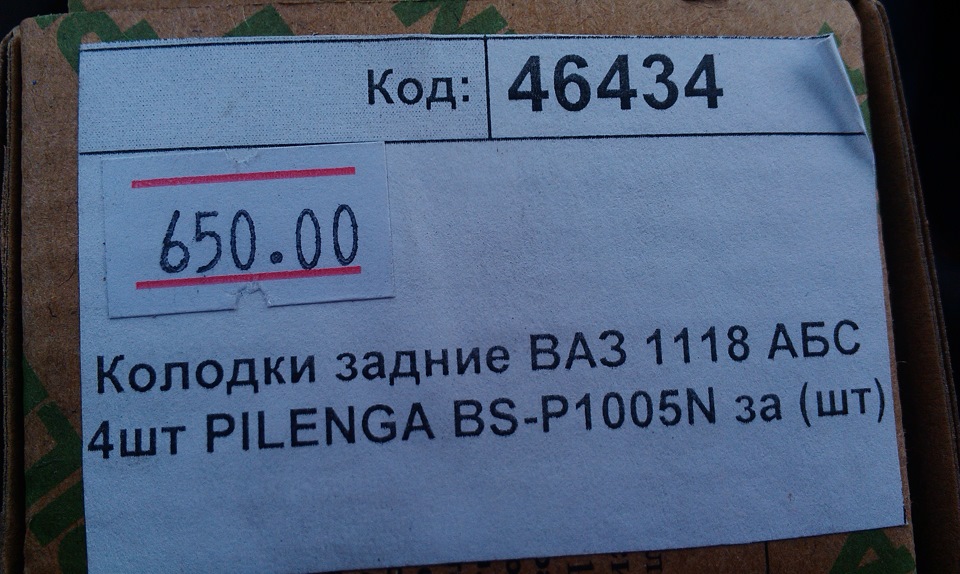 Код: 46434
650.00
Колодки задние ВАЗ 1118 АБС
4шт PILENGA BS-P1005N за (шт)